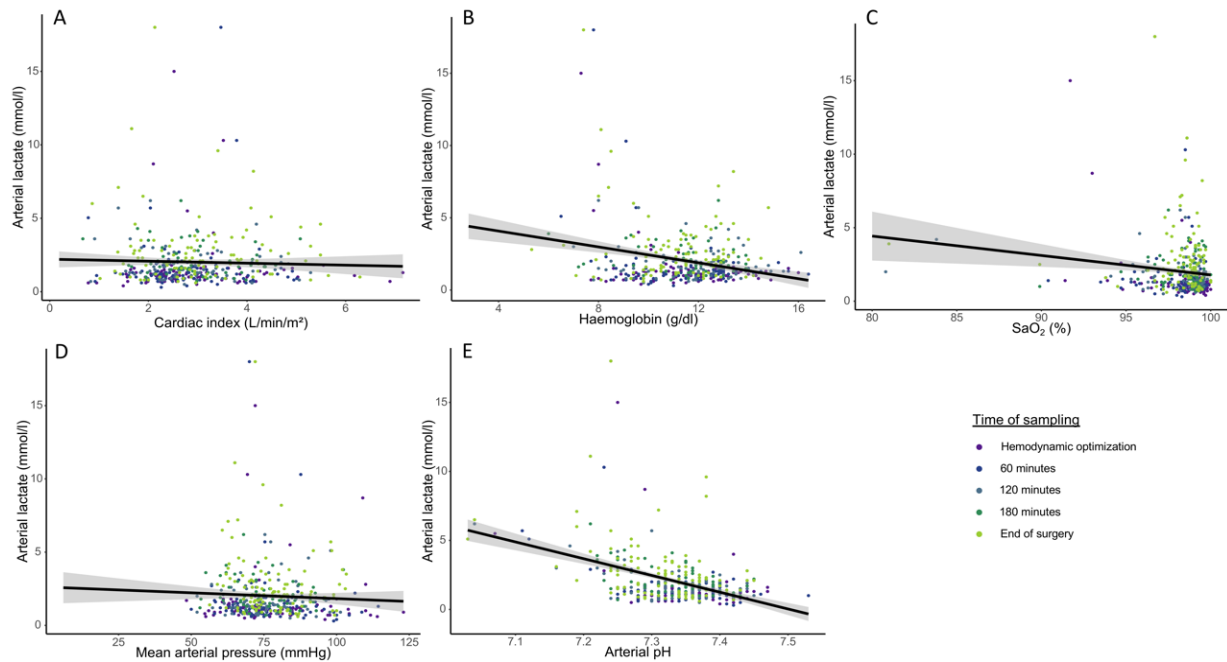 A
Arterial lactate (mmol/l)
15
10
5
0
0
2
4
6
Cardiac index (L/min/m²)
B
Arterial lactate (mmol/l)
15
10
5
0
4
8
12
16
Haemoglobin (g/dl)
C
Arterial lactate (mmol/l)
15
10
5
0
80
85
90
95
100
SaO₂ (%)
D
Arterial lactate (mmol/l)
15
10
5
0
25
50
75
100
125
Mean arterial pressure (mmHg)
E
Arterial lactate (mmol/l)
15
10
5
0
7.1
7.2
7.3
7.4
7.5
Arterial pH
Time of sampling
Hemodynamic optimization
60 minutes
120 minutes
180 minutes
End of surgery